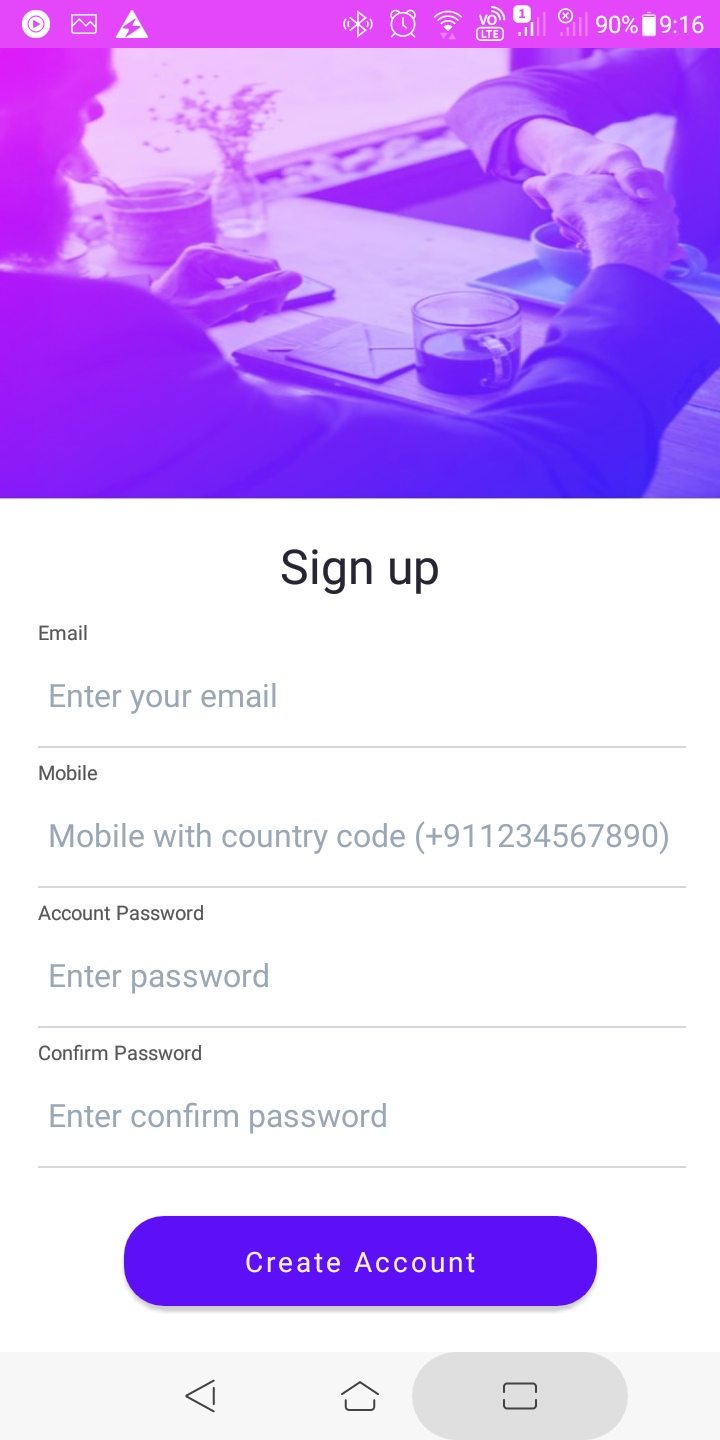 VO LTE 1 90% 9:16
Sign up
Email
Enter your email
Mobile
Mobile with country code (+911234567890)
Account Password
Enter password
Confirm Password
Enter confirm password
Create Account